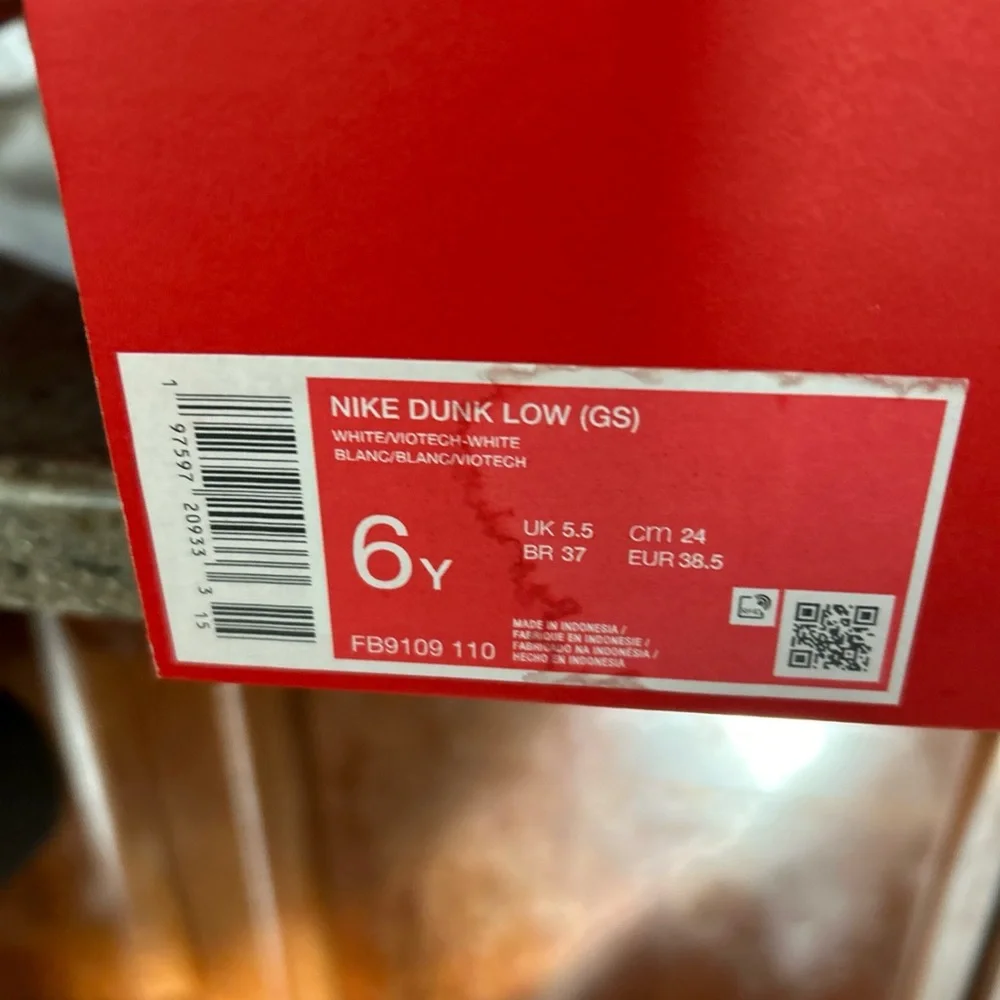 NIKE DUNK LOW (GS)
WHITE/VIOTECH-WHITE
BLANC/BLANC/VIOTECH
6Y
UK 5.5 cm 24
BR 37 EUR 38.5
FB9109 110
MADE IN INDONESIA /
FABRIQUE EN INDONESIE /
FABRICADO NA INDONÉSIA /
HECHO EN INDONESIA
1 97597 20933 3 15